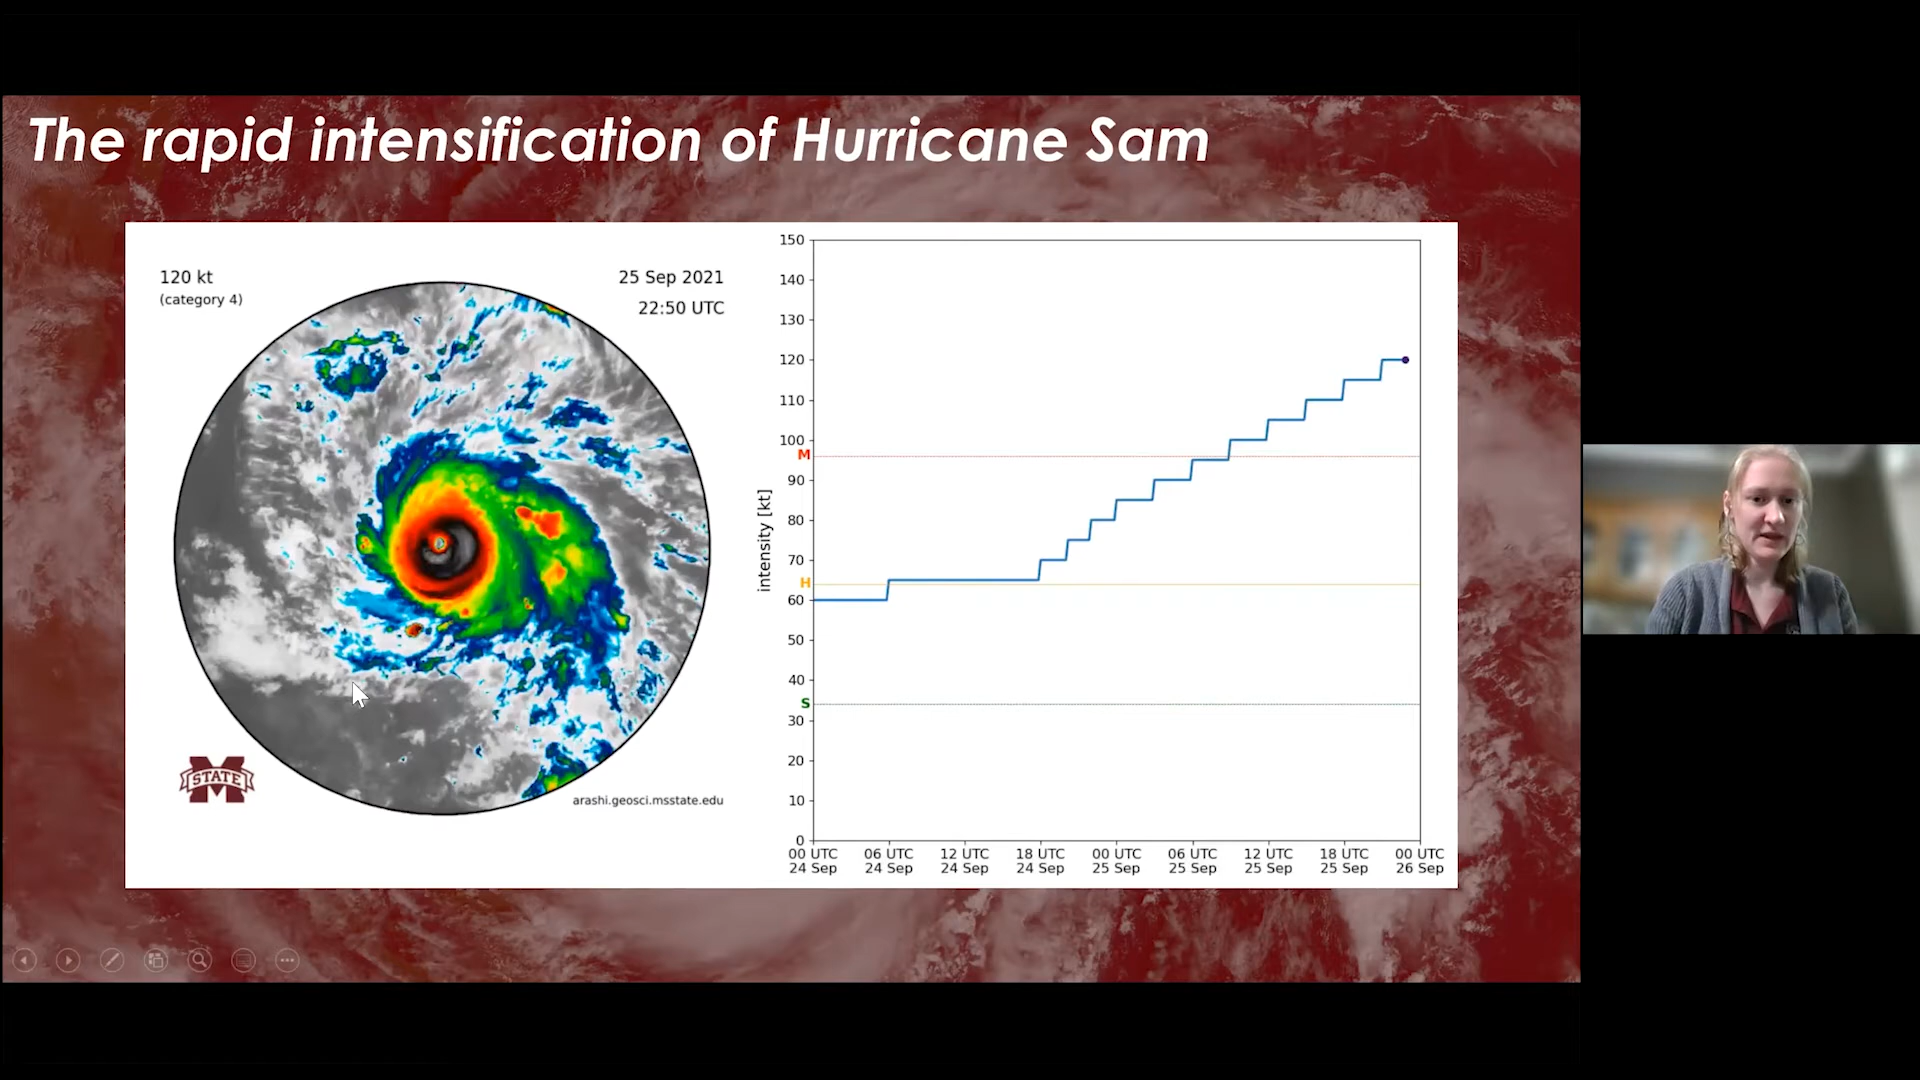 The rapid intensification of Hurricane Sam
120 kt
(category 4)
25 Sep 2021
22:50 UTC
STATE
arashi.geosci.msstate.edu
intensity [kt]
150
140
130
120
110
100
M
90
80
70
H
60
50
40
S
30
20
10
0
00 UTC 06 UTC 12 UTC 18 UTC 00 UTC 06 UTC 12 UTC 18 UTC 00 UTC
24 Sep 24 Sep 24 Sep 24 Sep 25 Sep 25 Sep 25 Sep 25 Sep 26 Sep